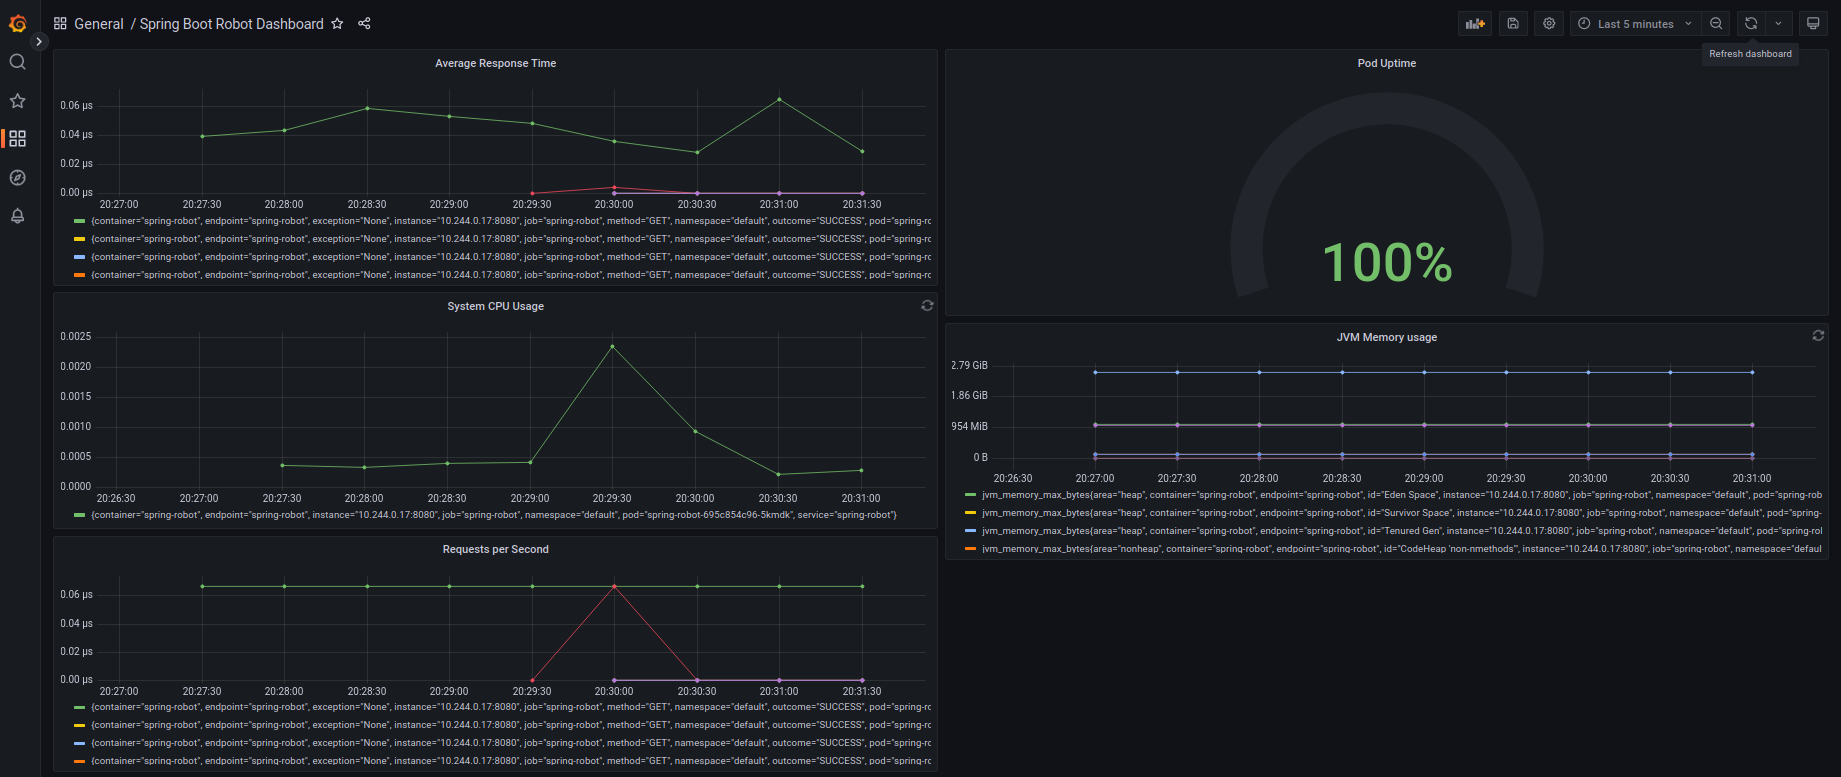 General / Spring Boot Robot Dashboard
Last 5 minutes
Refresh dashboard
Average Response Time
0.06 µs
0.04 µs
0.02 µs
0.00 µs
20:27:00 20:27:30 20:28:00 20:28:30 20:29:00 20:29:30 20:30:00 20:30:30 20:31:00 20:31:30
{container="spring-robot", endpoint="spring-robot", exception="None", instance="10.244.0.17:8080", job="spring-robot", method="GET", namespace="default", outcome="SUCCESS", pod="spring-rc
{container="spring-robot", endpoint="spring-robot", exception="None", instance="10.244.0.17:8080", job="spring-robot", method="GET", namespace="default", outcome="SUCCESS", pod="spring-rc
{container="spring-robot", endpoint="spring-robot", exception="None", instance="10.244.0.17:8080", job="spring-robot", method="GET", namespace="default", outcome="SUCCESS", pod="spring-rc
{container="spring-robot", endpoint="spring-robot", exception="None", instance="10.244.0.17:8080", job="spring-robot", method="GET", namespace="default", outcome="SUCCESS", pod="spring-rc
Pod Uptime
100%
System CPU Usage
0.0025
0.0020
0.0015
0.0010
0.0005
0.0000
20:26:30 20:27:00 20:27:30 20:28:00 20:28:30 20:29:00 20:29:30 20:30:00 20:30:30 20:31:00
{container="spring-robot", endpoint="spring-robot", instance="10.244.0.17:8080", job="spring-robot", namespace="default", pod="spring-robot-695c854c96-5kmdk", service="spring-robot"}
JVM Memory usage
2.79 GiB
1.86 GiB
954 MiB
0 B
20:26:30 20:27:00 20:27:30 20:28:00 20:28:30 20:29:00 20:29:30 20:30:00 20:30:30 20:31:00
jvm_memory_max_bytes{area="heap", container="spring-robot", endpoint="spring-robot", id="Eden Space", instance="10.244.0.17:8080", job="spring-robot", namespace="default", pod="spring-rob
jvm_memory_max_bytes{area="heap", container="spring-robot", endpoint="spring-robot", id="Survivor Space", instance="10.244.0.17:8080", job="spring-robot", namespace="default", pod="spring-
jvm_memory_max_bytes{area="heap", container="spring-robot", endpoint="spring-robot", id="Tenured Gen", instance="10.244.0.17:8080", job="spring-robot", namespace="default", pod="spring-rol
jvm_memory_max_bytes{area="nonheap", container="spring-robot", endpoint="spring-robot", id="CodeHeap 'non-nmethods'", instance="10.244.0.17:8080", job="spring-robot", namespace="defaul
Requests per Second
0.06 µs
0.04 µs
0.02 µs
0.00 µs
20:27:00 20:27:30 20:28:00 20:28:30 20:29:00 20:29:30 20:30:00 20:30:30 20:31:00 20:31:30
{container="spring-robot", endpoint="spring-robot", exception="None", instance="10.244.0.17:8080", job="spring-robot", method="GET", namespace="default", outcome="SUCCESS", pod="spring-rc
{container="spring-robot", endpoint="spring-robot", exception="None", instance="10.244.0.17:8080", job="spring-robot", method="GET", namespace="default", outcome="SUCCESS", pod="spring-rc
{container="spring-robot", endpoint="spring-robot", exception="None", instance="10.244.0.17:8080", job="spring-robot", method="GET", namespace="default", outcome="SUCCESS", pod="spring-rc
{container="spring-robot", endpoint="spring-robot", exception="None", instance="10.244.0.17:8080", job="spring-robot", method="GET", namespace="default", outcome="SUCCESS", pod="spring-rc